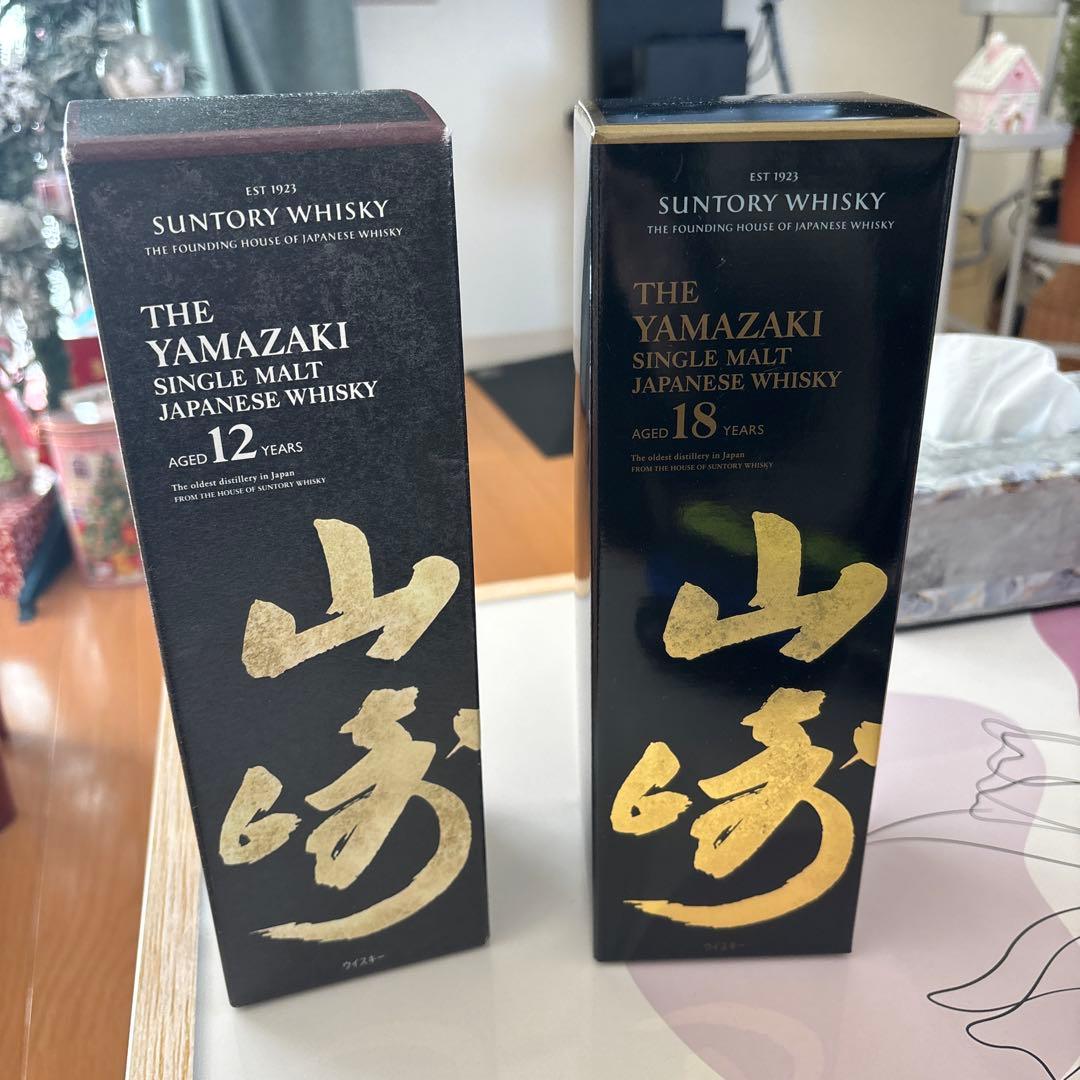 EST 1923
SUNTORY WHISKY
THE FOUNDING HOUSE OF JAPANESE WHISKY
THE
YAMAZAKI
SINGLE MALT
JAPANESE WHISKY
AGED 12 YEARS
The oldest distillery in Japan
FROM THE HOUSE OF SUNTORY WHISKY
山
崎
ウイスキー
EST 1923
SUNTORY WHISKY
THE FOUNDING HOUSE OF JAPANESE WHISKY
THE
YAMAZAKI
SINGLE MALT
JAPANESE WHISKY
AGED 18 YEARS
The oldest distillery in Japan
FROM THE HOUSE OF SUNTORY WHISKY
山
崎
ウイスキー